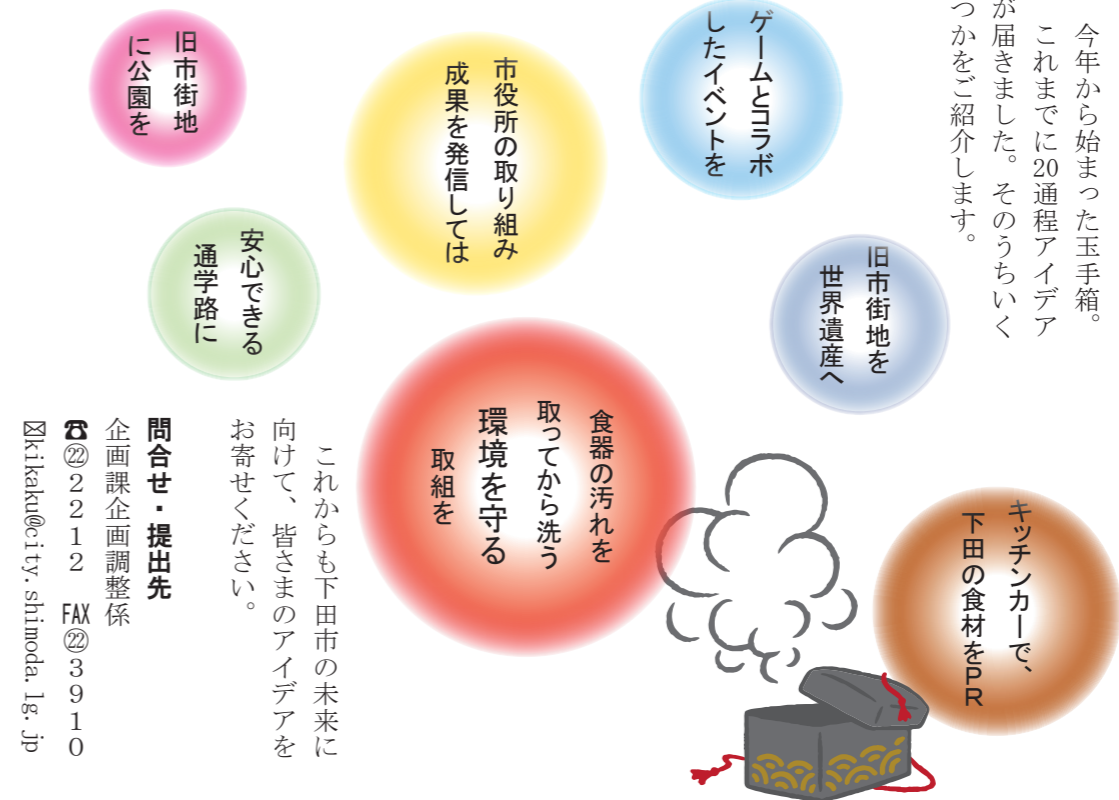 今年から始まった玉手箱。
これまでに20通程アイデア
が届きました。そのうちいく
つかをご紹介します。
ゲームとコラボ
したイベントを
市役所の取り組み
成果を発信しては
旧市街地
に公園を
旧市街地を
世界遺産へ
安心できる
通学路に
食器の汚れを
取ってから洗う
環境を守る
取組を
キッチンカーで、
下田の食材をPR
これからも下田市の未来に
向けて、皆さまのアイデアを
お寄せください。
問合せ・提出先
企画課企画調整係
☎㉒2212 FAX㉒3910
✉kikaku@city.shimoda.lg.jp